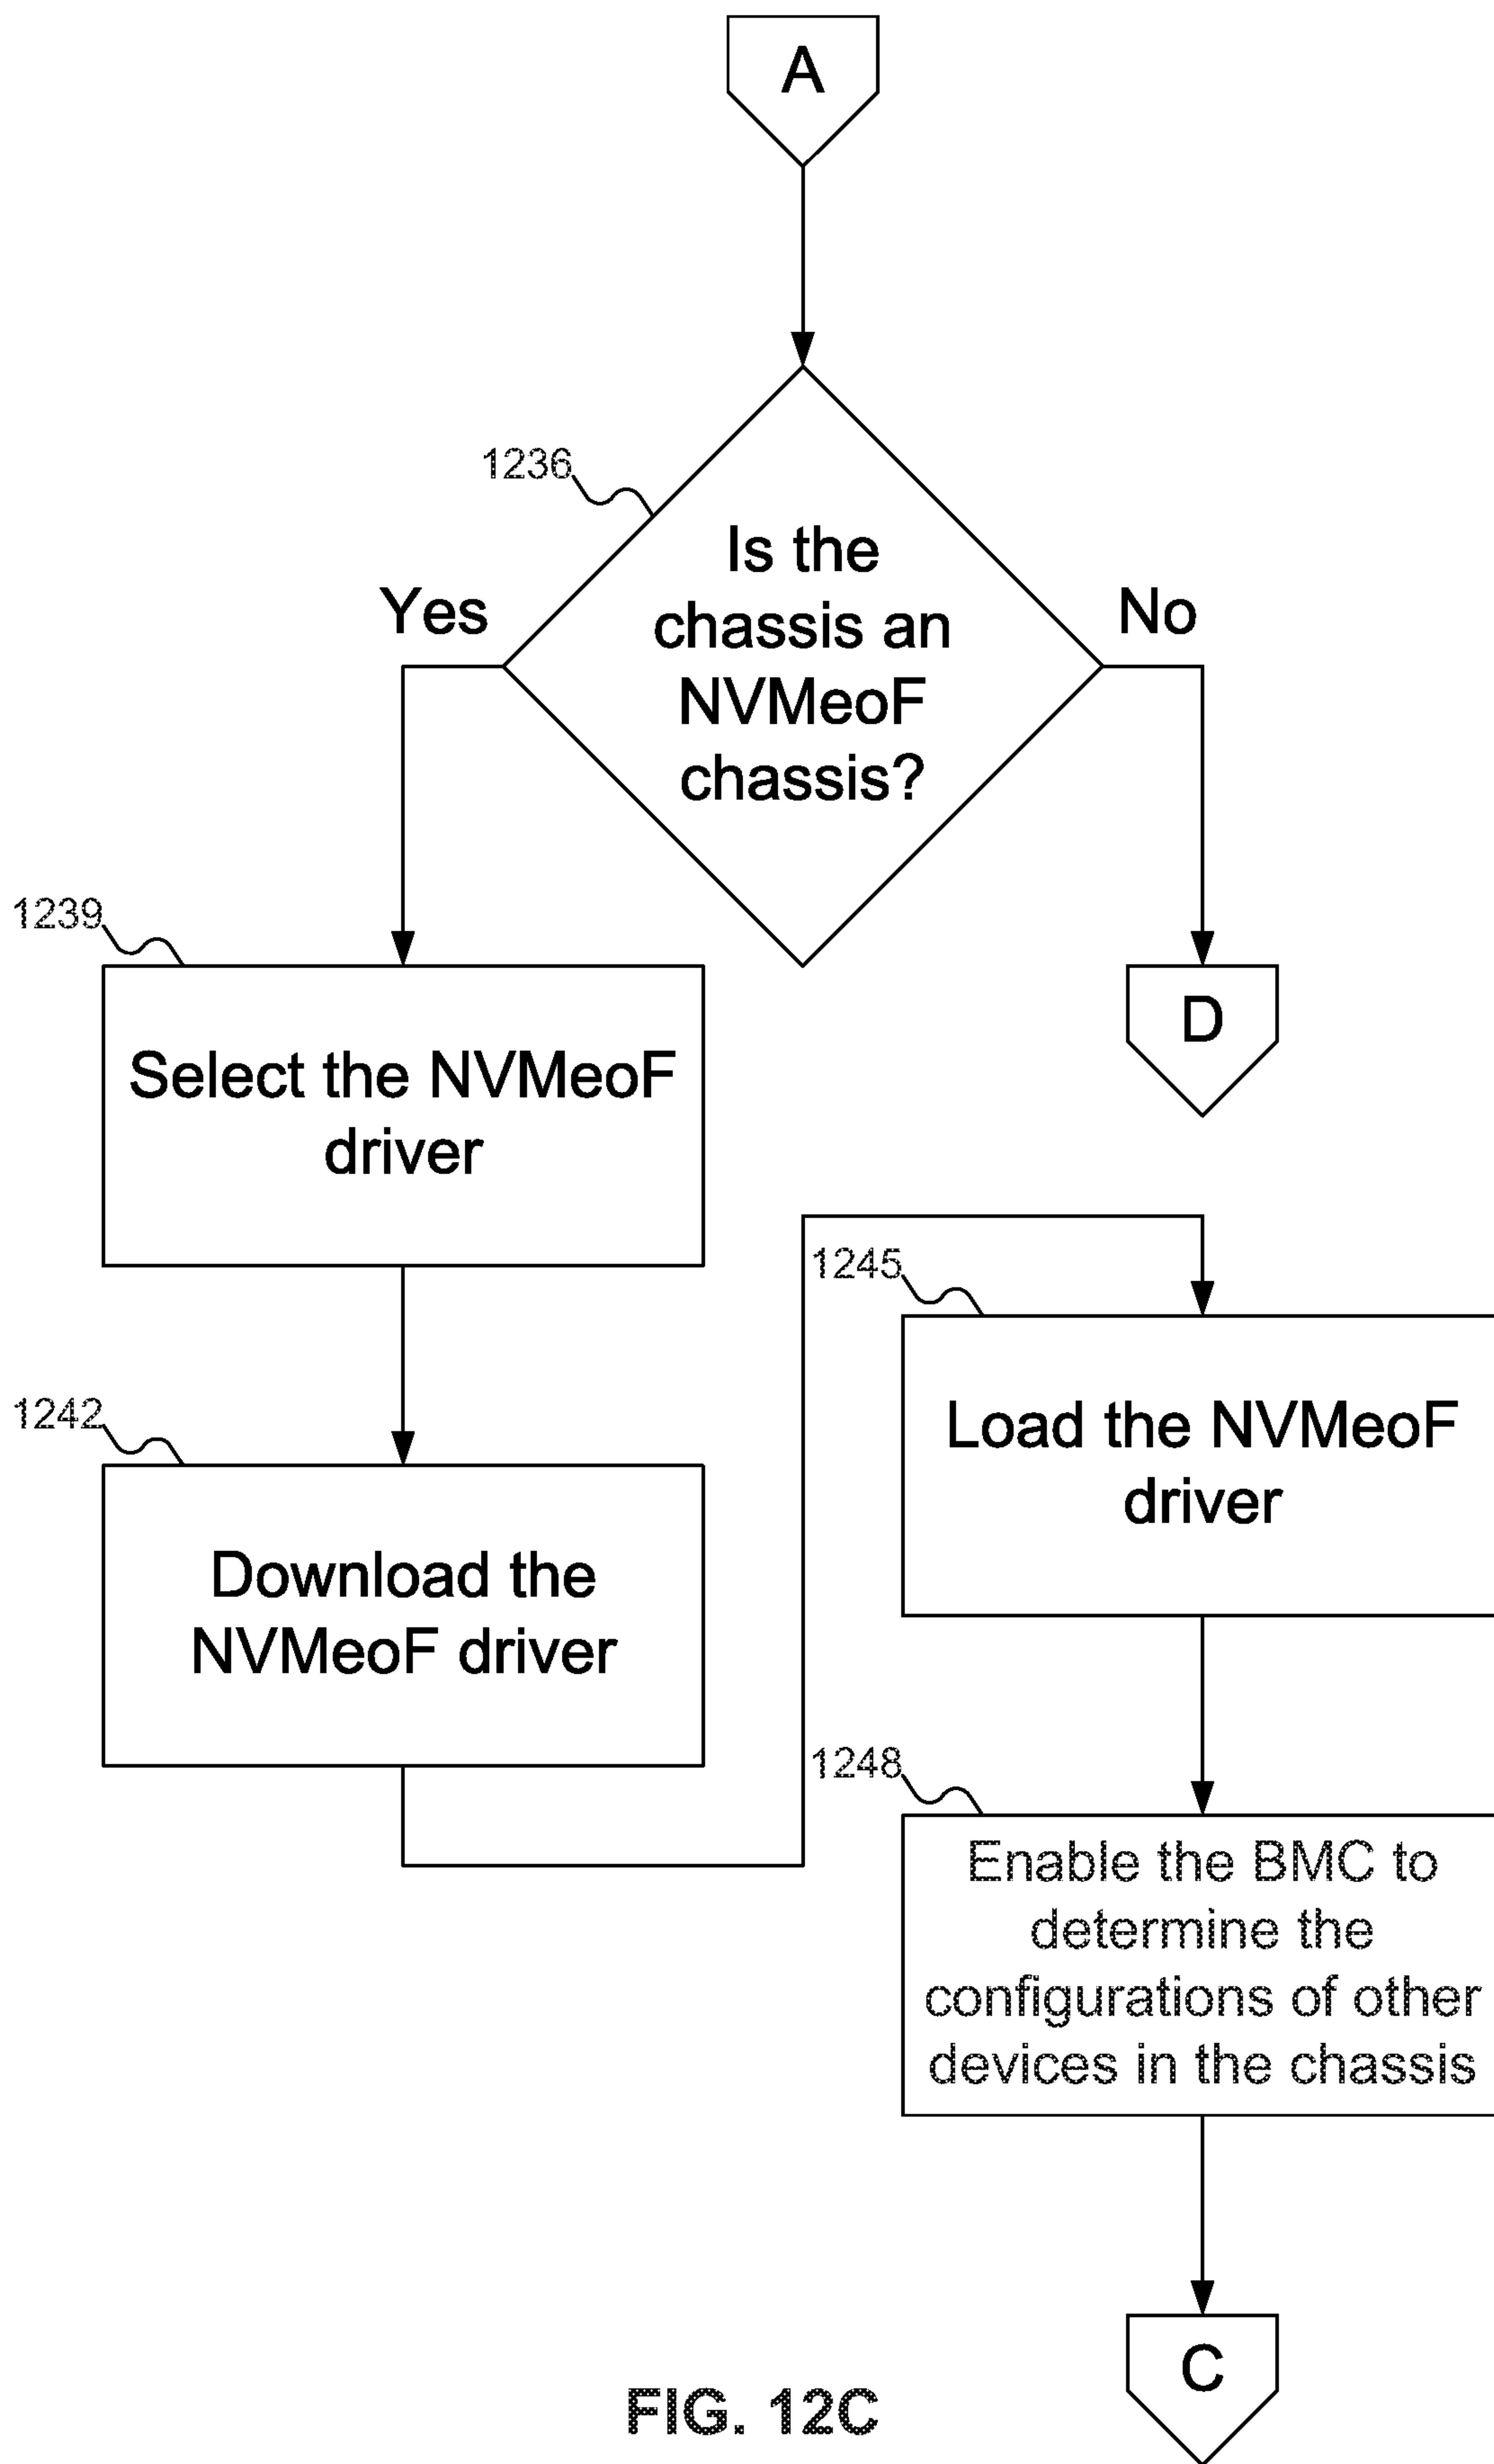 A
1236
Is the
chassis an
NVMeoF
chassis?
Yes
No
1239
Select the NVMeoF
driver
D
1242
Download the
NVMeoF driver
1245
Load the NVMeoF
driver
1248
Enable the BMC to
determine the
configurations of other
devices in the chassis
C
FIG. 12C